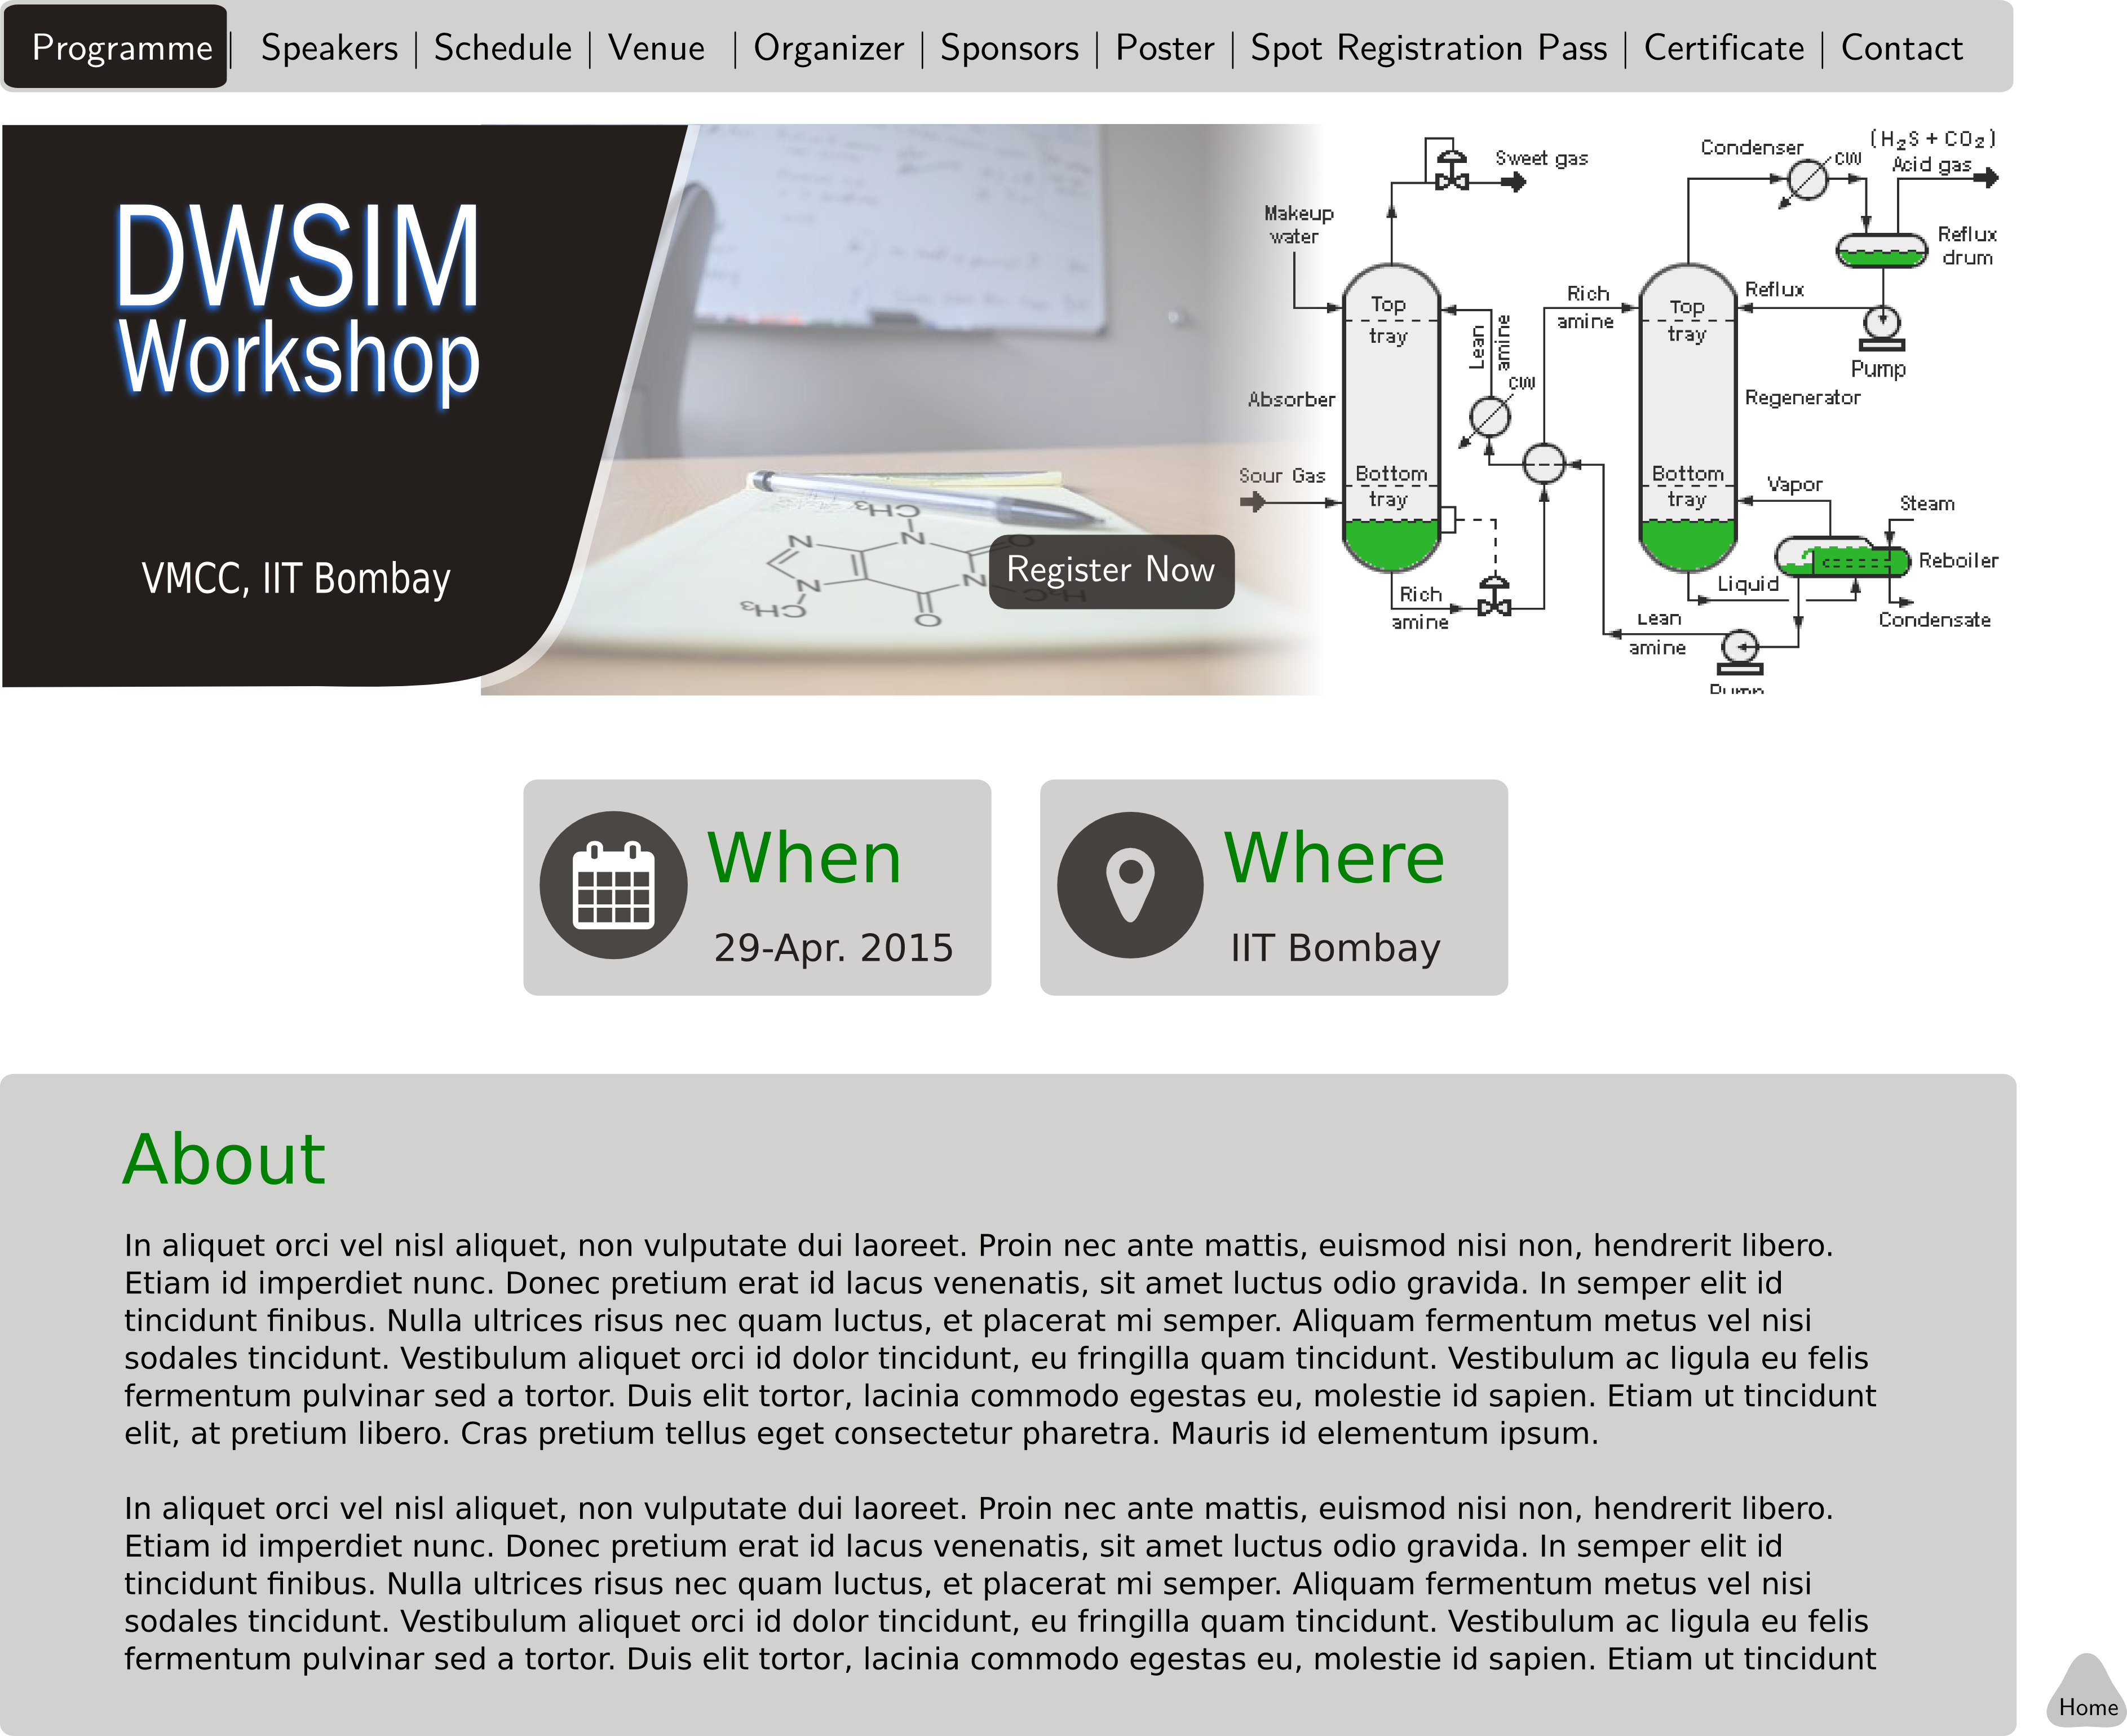 Programme | Speakers | Schedule | Venue | Organizer | Sponsors | Poster | Spot Registration Pass | Certificate | Contact
DWSIM
Workshop
VMCC, IIT Bombay
CH3
N
N
N
N
O
O
CH3
H3C
Register Now
Sweet gas
Condenser
CW
(H2S + CO2)
Acid gas
Makeup
water
Reflux
drum
Top
tray
Lean
amine
Rich
amine
Top
tray
Reflux
Pump
CW
Absorber
Regenerator
Sour Gas
Bottom
tray
Bottom
tray
Vapor
Steam
Reboiler
Rich
amine
Liquid
Condensate
Lean
amine
Pump
When
29-Apr. 2015
Where
IIT Bombay
About
In aliquet orci vel nisl aliquet, non vulputate dui laoreet. Proin nec ante mattis, euismod nisi non, hendrerit libero.
Etiam id imperdiet nunc. Donec pretium erat id lacus venenatis, sit amet luctus odio gravida. In semper elit id
tincidunt finibus. Nulla ultrices risus nec quam luctus, et placerat mi semper. Aliquam fermentum metus vel nisi
sodales tincidunt. Vestibulum aliquet orci id dolor tincidunt, eu fringilla quam tincidunt. Vestibulum ac ligula eu felis
fermentum pulvinar sed a tortor. Duis elit tortor, lacinia commodo egestas eu, molestie id sapien. Etiam ut tincidunt
elit, at pretium libero. Cras pretium tellus eget consectetur pharetra. Mauris id elementum ipsum.
In aliquet orci vel nisl aliquet, non vulputate dui laoreet. Proin nec ante mattis, euismod nisi non, hendrerit libero.
Etiam id imperdiet nunc. Donec pretium erat id lacus venenatis, sit amet luctus odio gravida. In semper elit id
tincidunt finibus. Nulla ultrices risus nec quam luctus, et placerat mi semper. Aliquam fermentum metus vel nisi
sodales tincidunt. Vestibulum aliquet orci id dolor tincidunt, eu fringilla quam tincidunt. Vestibulum ac ligula eu felis
fermentum pulvinar sed a tortor. Duis elit tortor, lacinia commodo egestas eu, molestie id sapien. Etiam ut tincidunt
Home